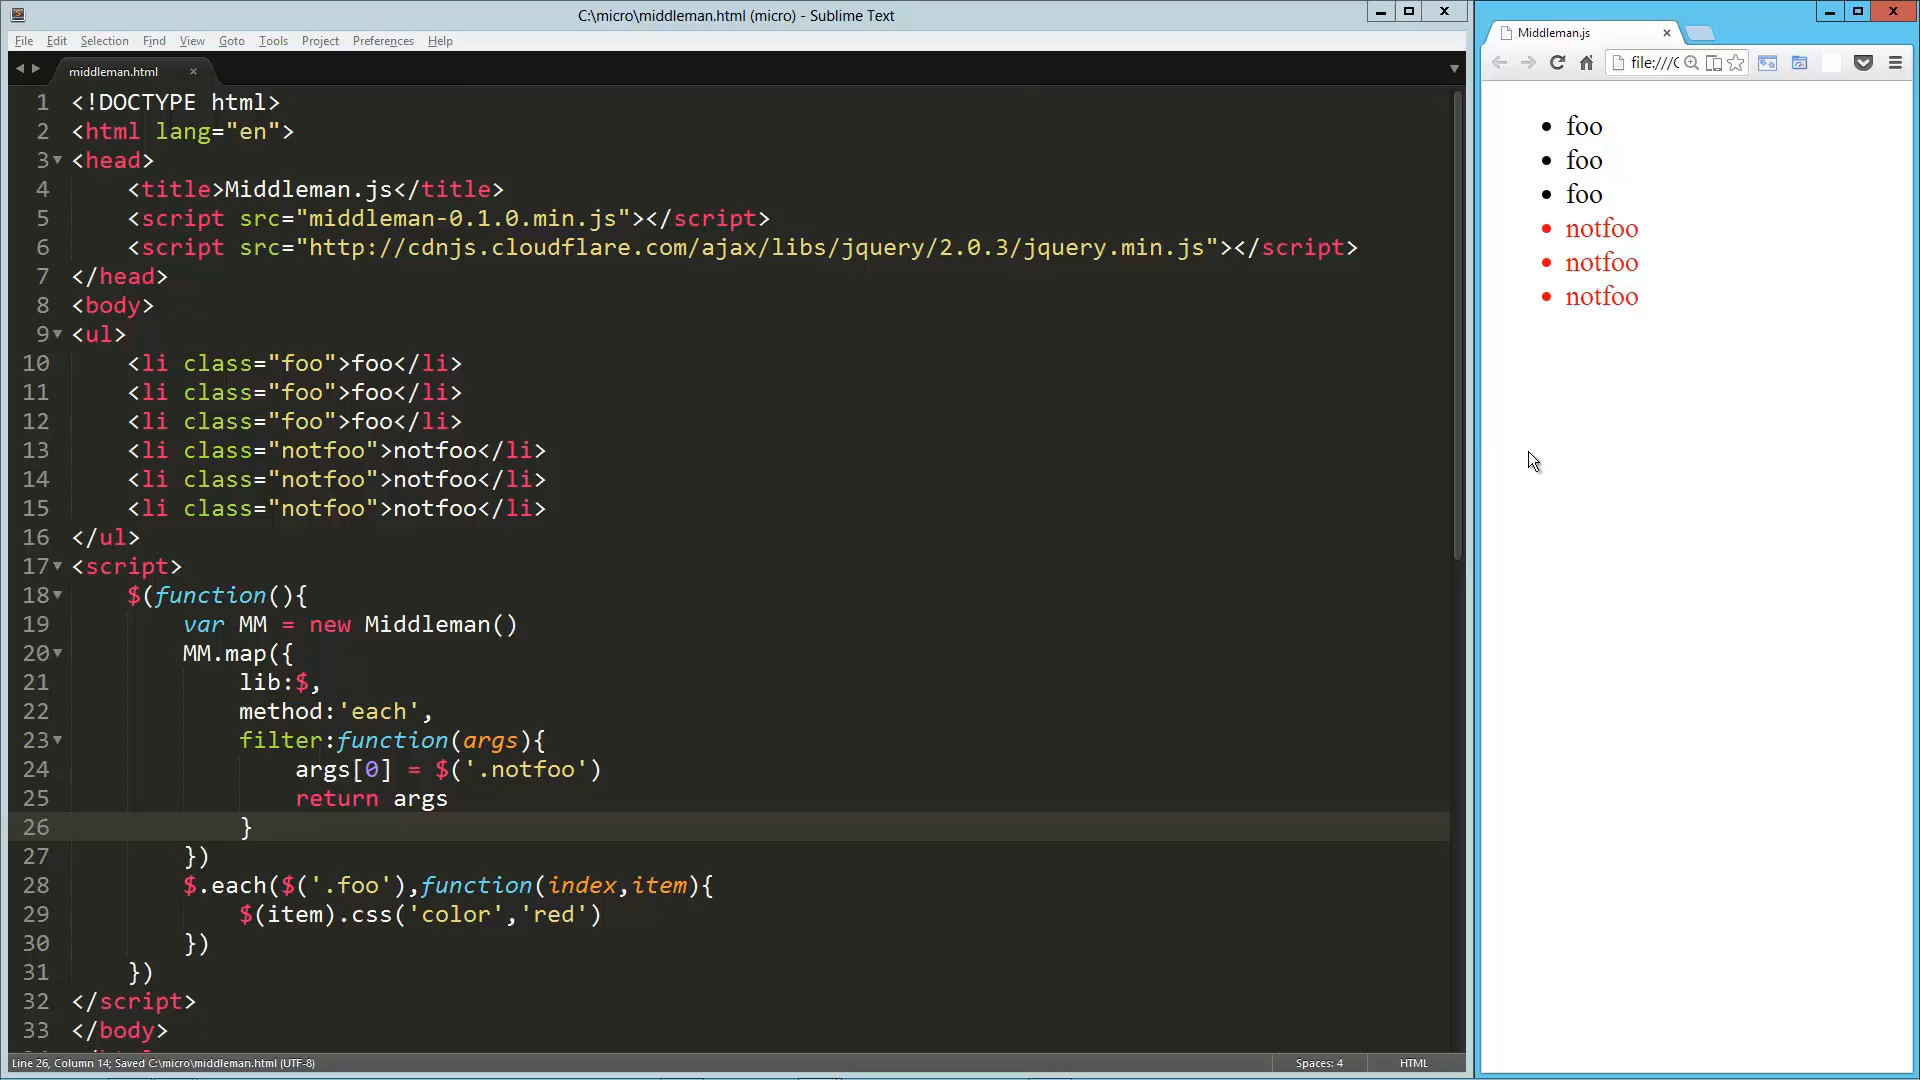 C:\micro\middleman.html (micro) - Sublime Text
File Edit Selection Find View Goto Tools Project Preferences Help
middleman.html
1 <!DOCTYPE html>
2 <html lang="en">
3 <head>
4 <title>Middleman.js</title>
5 <script src="middleman-0.1.0.min.js"></script>
6 <script src="http://cdnjs.cloudflare.com/ajax/libs/jquery/2.0.3/jquery.min.js"></script>
7 </head>
8 <body>
9 <ul>
10 <li class="foo">foo</li>
11 <li class="foo">foo</li>
12 <li class="foo">foo</li>
13 <li class="notfoo">notfoo</li>
14 <li class="notfoo">notfoo</li>
15 <li class="notfoo">notfoo</li>
16 </ul>
17 <script>
18 $(function(){
19 var MM = new Middleman()
20 MM.map({
21 lib:$,
22 method:'each',
23 filter:function(args){
24 args[0] = $('.notfoo')
25 return args
26 }
27 })
28 $.each($('.foo'),function(index,item){
29 $(item).css('color','red')
30 })
31 })
32 </script>
33 </body>
Line 26, Column 14; Saved C:\micro\middleman.html (UTF-8)
Spaces: 4
HTML
Middleman.js
file:///C
foo
foo
foo
notfoo
notfoo
notfoo